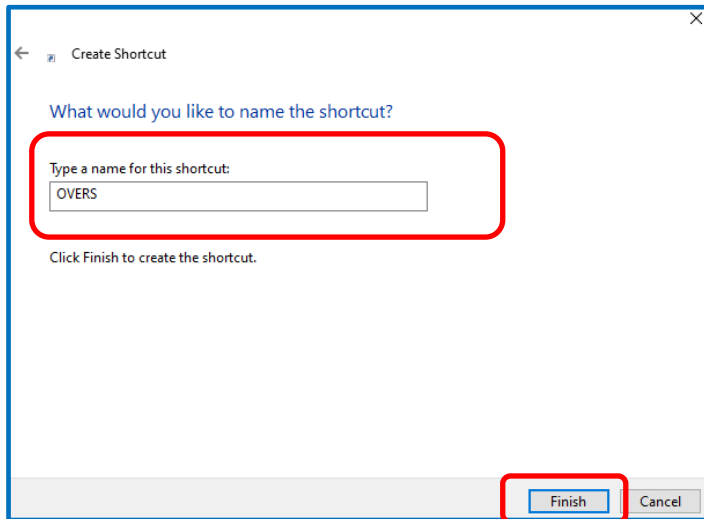 Create Shortcut
What would you like to name the shortcut?
Type a name for this shortcut:
OVERS
Click Finish to create the shortcut.
Finish Cancel